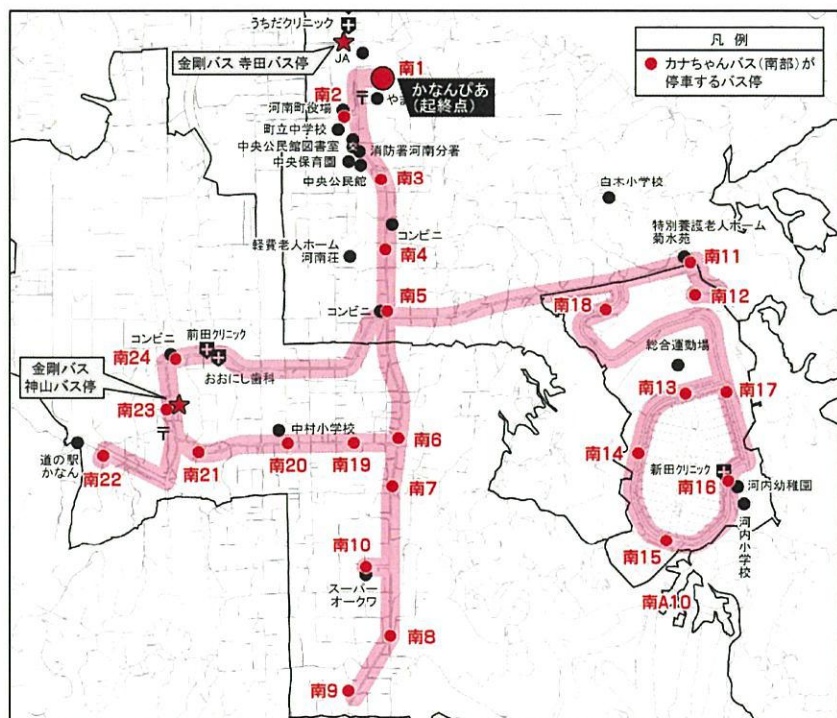 うちだクリニック
JA
金剛バス 寺田バス停
南1
かなんぴあ
(起終点)
凡例
カナちゃんバス(南部)が
停車するバス停
南2
〒
河南町役場
町立中学校
中央公民館図書室
消防署河南分署
中央保育園
中央公民館
南3
白木小学校
コンビニ
軽費老人ホーム
河南荘
南4
特別養護老人ホーム
菊水苑
南11
南12
コンビニ
南5
南18
コンビニ
前田クリニック
おおにし歯科
南24
総合運動場
金剛バス
神山バス停
南23
〒
南13
南17
道の駅
かなん
南22
南21
中村小学校
南20
南19
南6
南14
新田クリニック
南16
河内幼稚園
河内小学校
南7
南10
スーパー
オークワ
南15
南A10
南8
南9